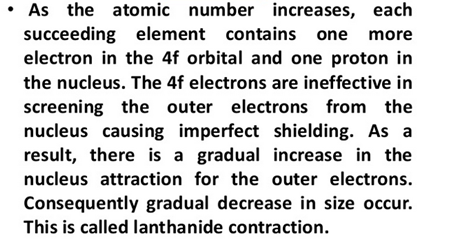 • As the atomic number increases, each
succeeding element contains one more
electron in the 4f orbital and one proton in
the nucleus. The 4f electrons are ineffective in
screening the outer electrons from the
nucleus causing imperfect shielding. As a
result, there is a gradual increase in the
nucleus attraction for the outer electrons.
Consequently gradual decrease in size occur.
This is called lanthanide contraction.